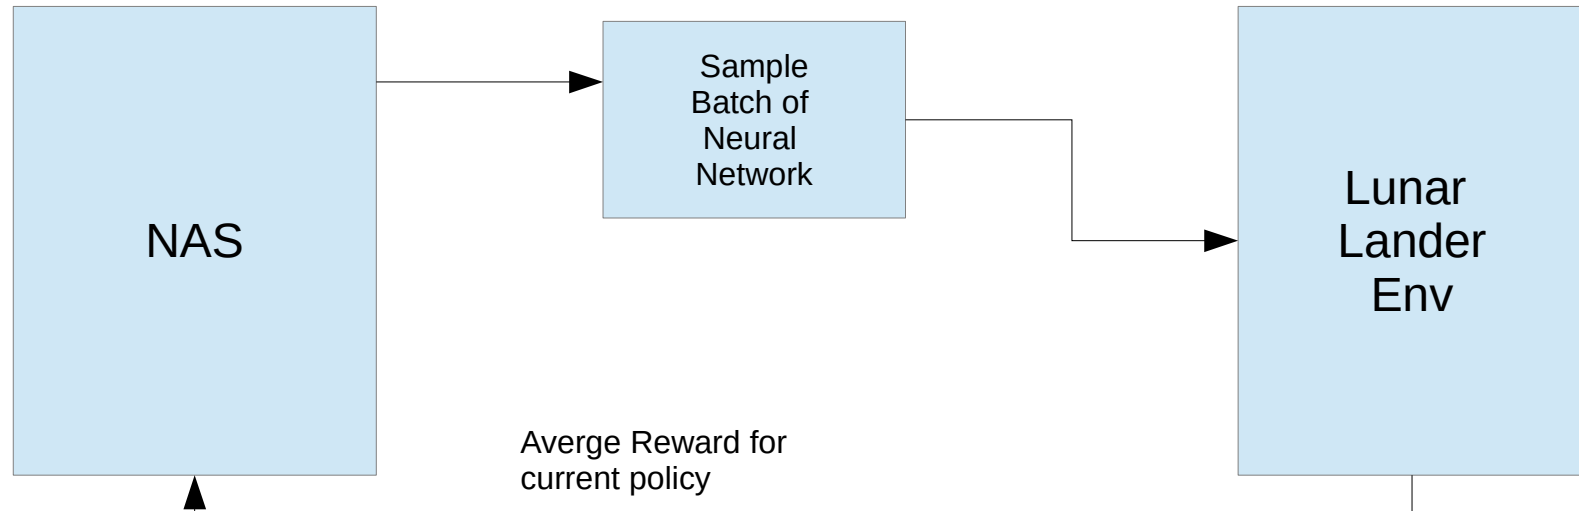 NAS
Sample
Batch of
Neural
Network
Lunar
Lander
Env
Averge Reward for
current policy